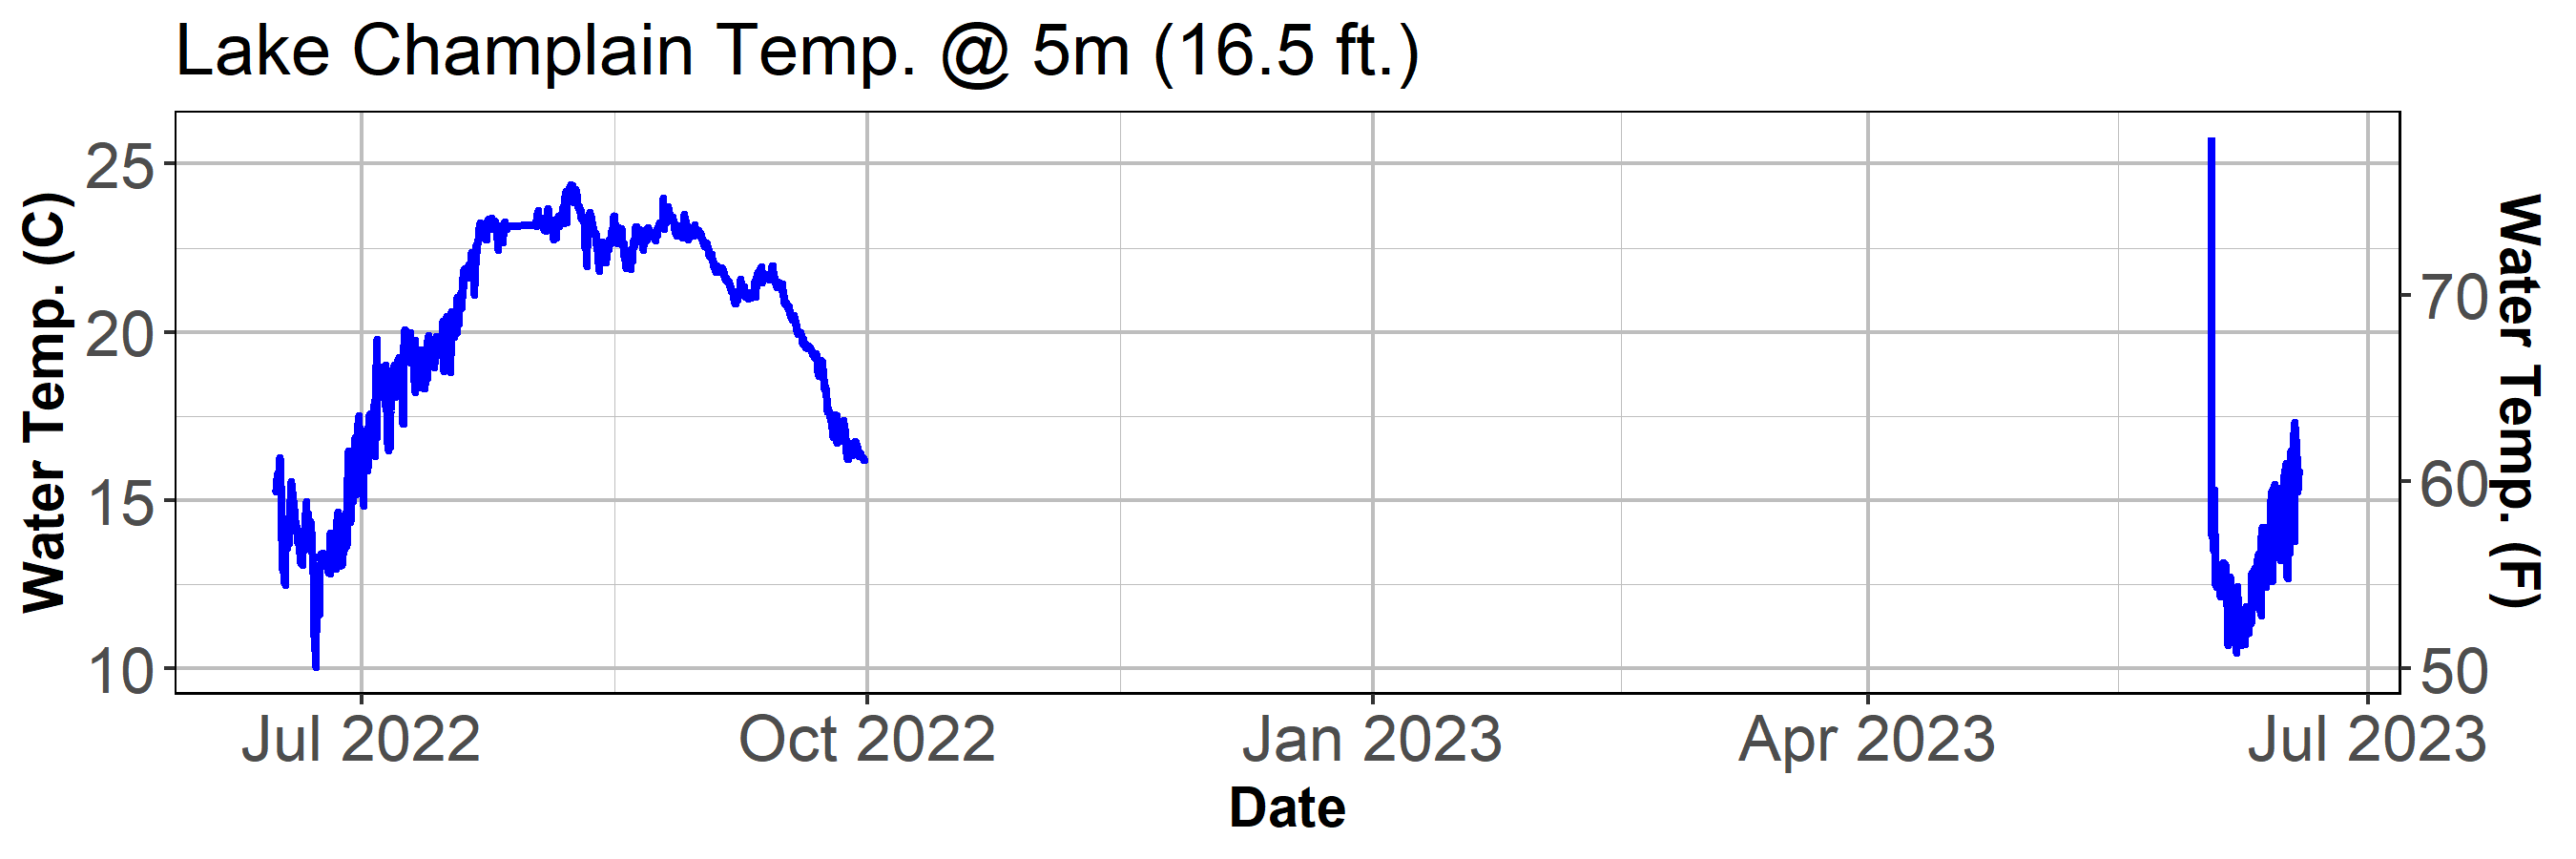 Lake Champlain Temp. @ 5m (16.5 ft.)
Water Temp. (C)
25
20
15
10
70
60
50
Water Temp. (F)
Jul 2022 Oct 2022 Jan 2023 Apr 2023 Jul 2023
Date